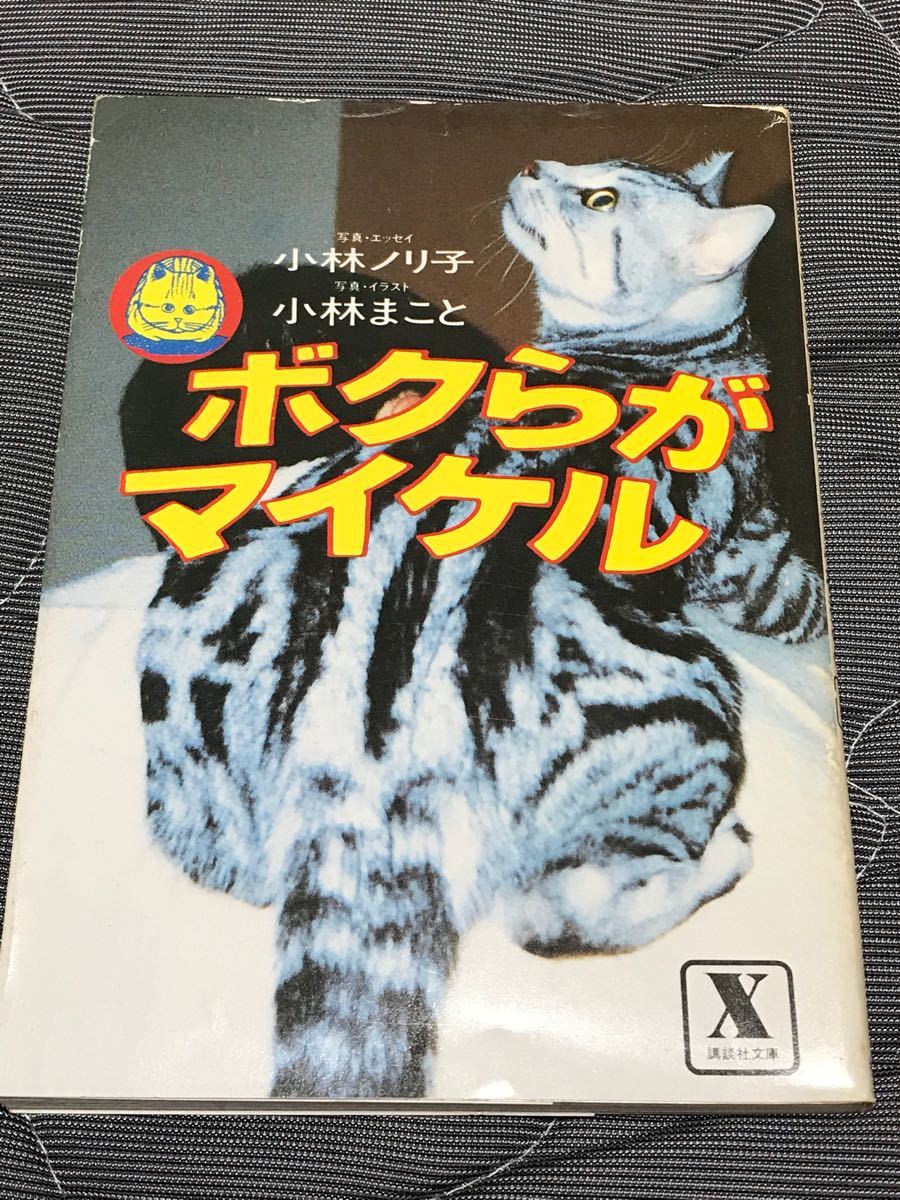 写真・エッセイ
小林ノリ子
写真・イラスト
小林まこと
ボクらが
マイケル
X
講談社文庫